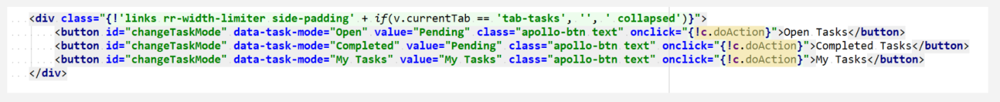 <div class="{!'links rr-width-limiter side-padding' + if(v.currentTab == 'tab-tasks', '', ' collapsed')}">
<button id="changeTaskMode" data-task-mode="Open" value="Pending" class="apollo-btn text" onclick="{!c.doAction}">Open Tasks</button>
<button id="changeTaskMode" data-task-mode="Completed" value="Pending" class="apollo-btn text" onclick="{!c.doAction}">Completed Tasks</button>
<button id="changeTaskMode" data-task-mode="My Tasks" value="My Tasks" class="apollo-btn text" onclick="{!c.doAction}">My Tasks</button>
</div>